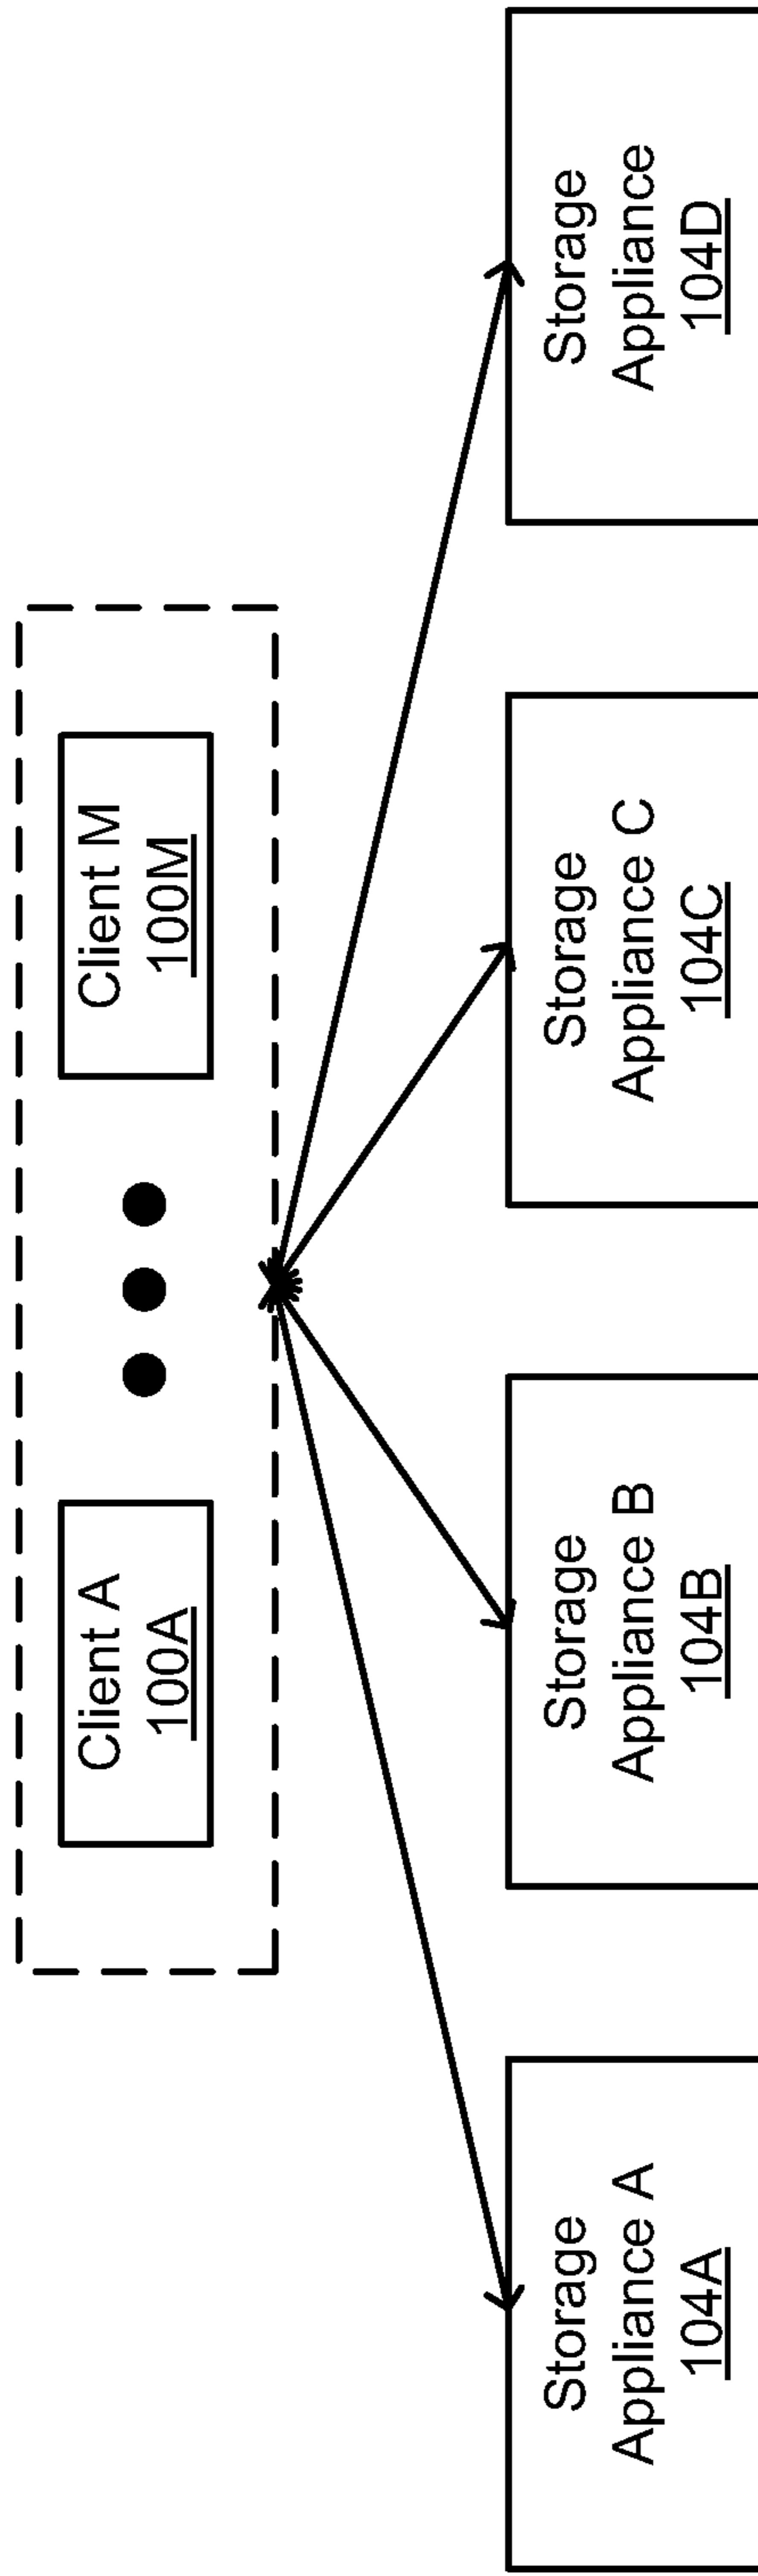 Client A
100A
Client M
100M
Storage
Appliance A
104A
Storage
Appliance B
104B
Storage
Appliance C
104C
Storage
Appliance
104D